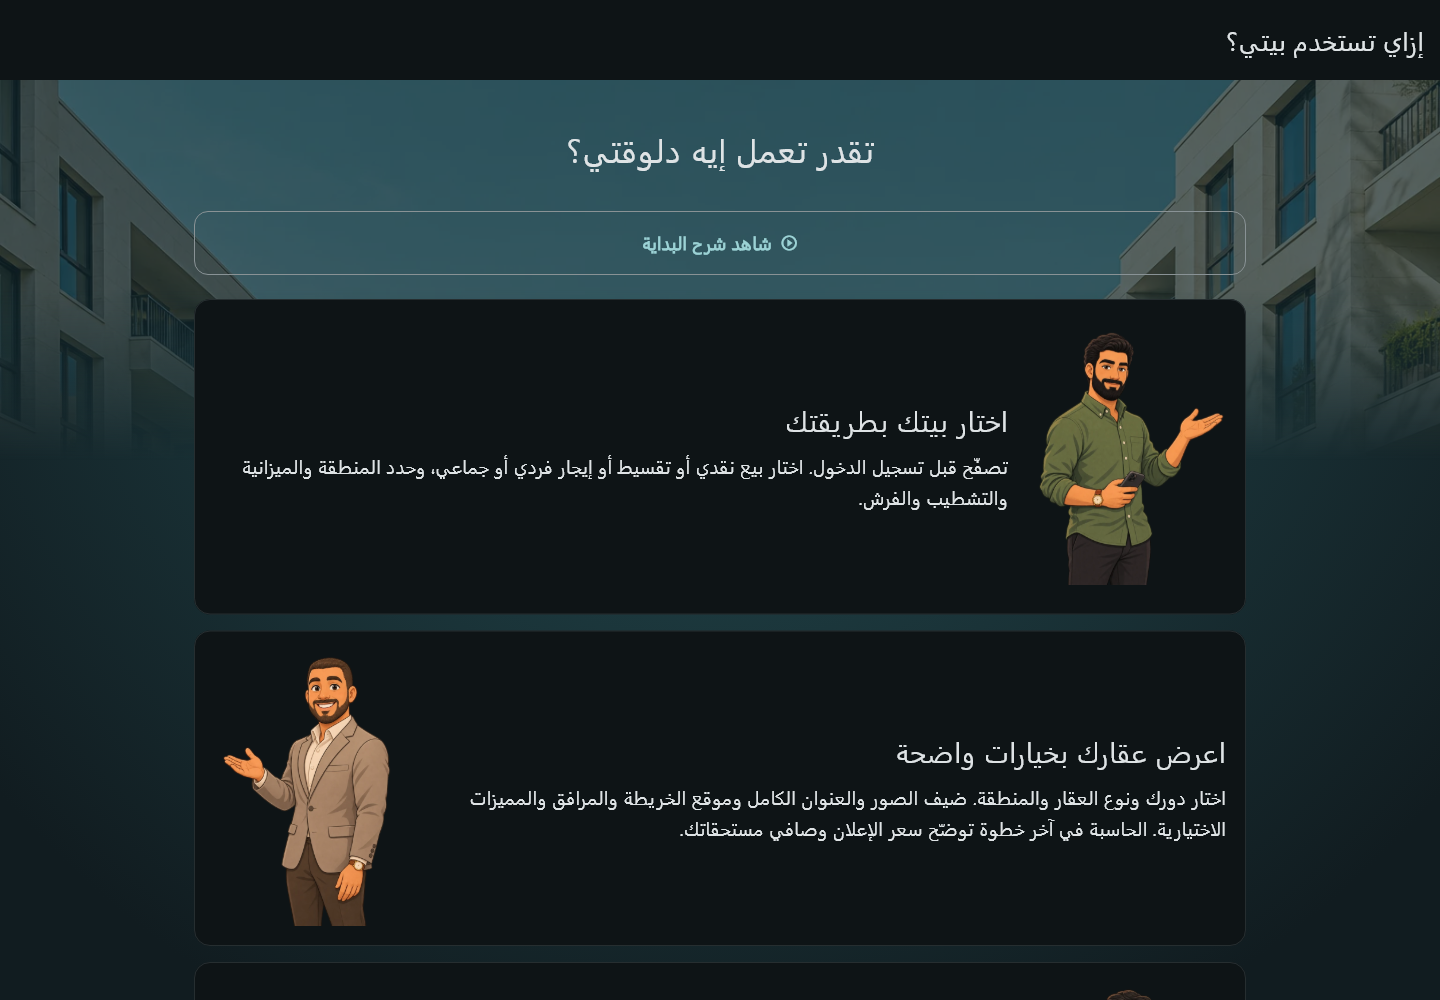 إزاي تستخدم بيتي؟
تقدر تعمل إيه دلوقتي؟
شاهد شرح البداية
اختار بيتك بطريقتك
تصفّح قبل تسجيل الدخول. اختار بيع نقدي أو تقسيط أو إيجار فردي أو جماعي، وحدد المنطقة والميزانية
والتشطيب والفرش.
اعرض عقارك بخيارات واضحة
اختار دورك ونوع العقار والمنطقة. ضيف الصور والعنوان الكامل وموقع الخريطة والمرافق والمميزات
الاختيارية. الحاسبة في آخر خطوة توضّح سعر الإعلان وصافي مستحقاتك.